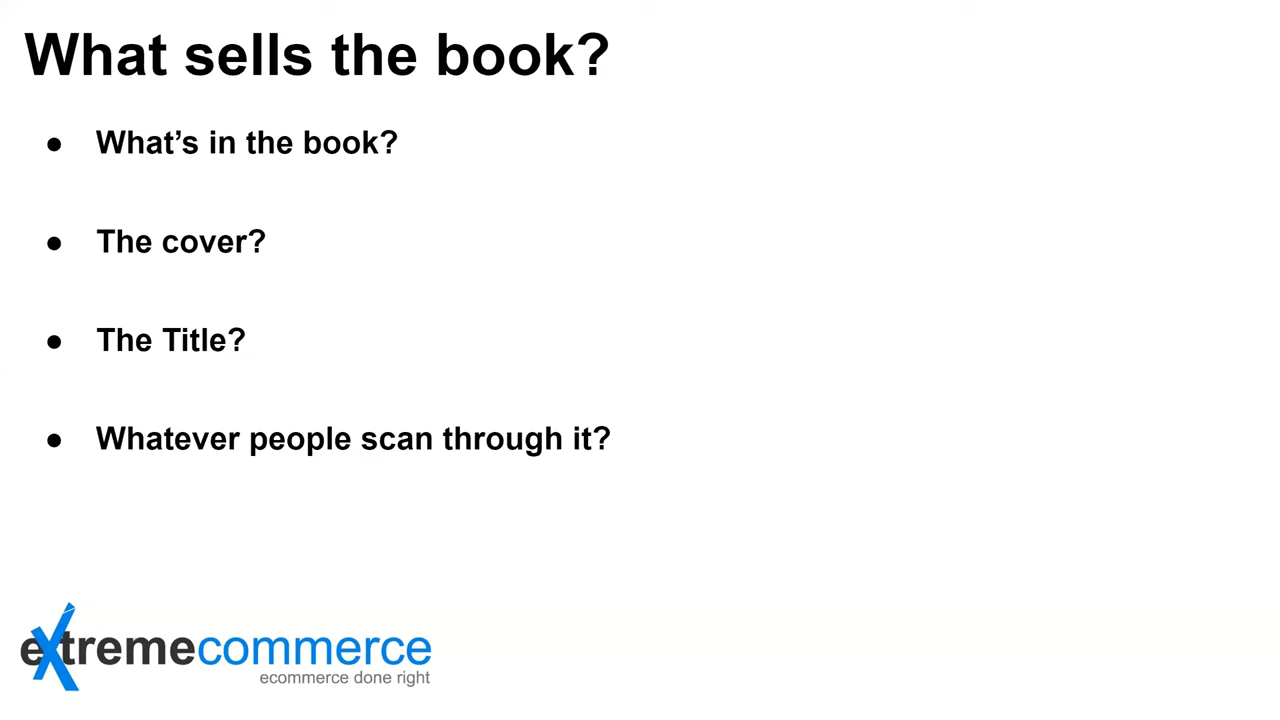 What sells the book?
● What's in the book?
● The cover?
● The Title?
● Whatever people scan through it?
extremecommerce
ecommerce done right